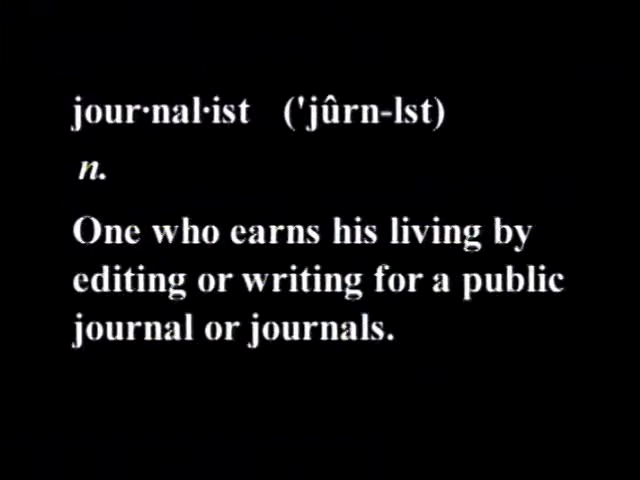 jour·nal·ist ('jûrn-lst)
n.
One who earns his living by
editing or writing for a public
journal or journals.